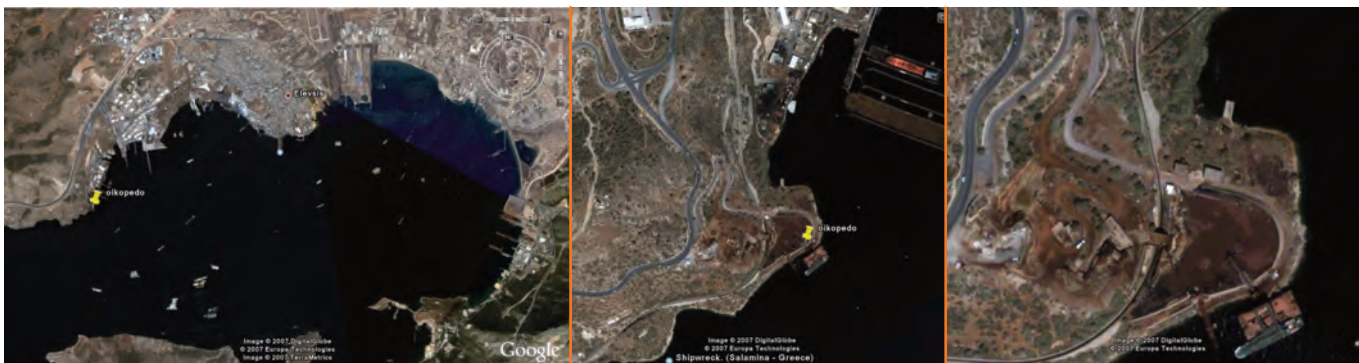 Elevsis
oikopedo
Image © 2007 DigitalGlobe
© 2007 Europa Technologies
Image © 2007 TerraMetrics
Google
oikopedo
Image © 2007 DigitalGlobe
© 2007 Europa Technologies
Shipwreck. (Salamina - Greece)
Image © 2007 DigitalGlobe
© 2007 Europa Technologies